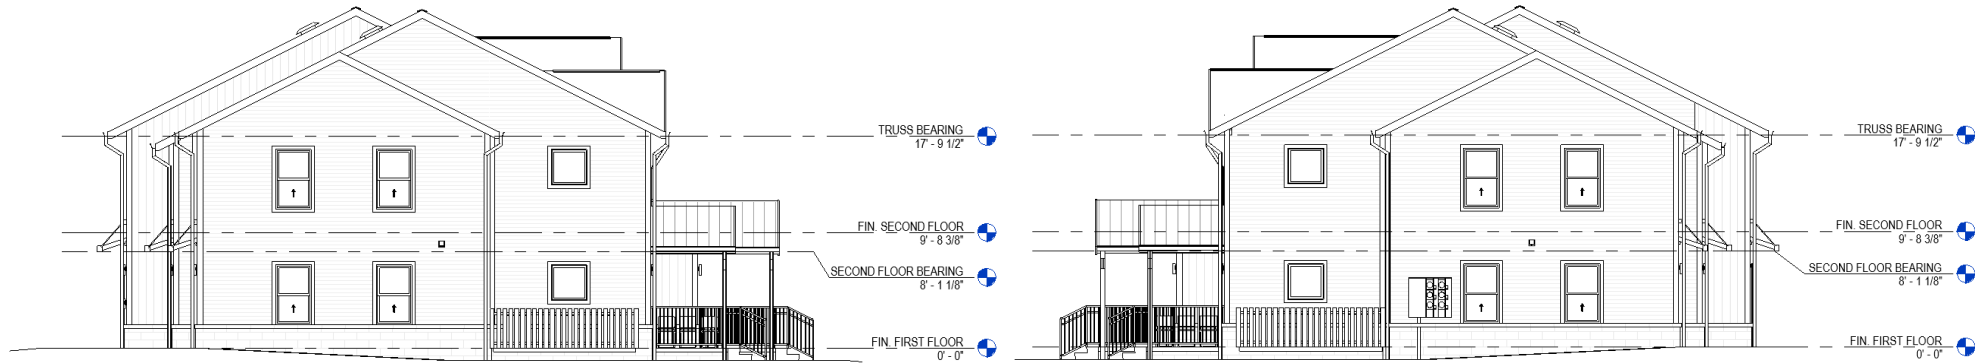 TRUSS BEARING
17' - 9 1/2"
FIN. SECOND FLOOR
9' - 8 3/8"
SECOND FLOOR BEARING
8' - 1 1/8"
FIN. FIRST FLOOR
0' - 0"
TRUSS BEARING
17' - 9 1/2"
FIN. SECOND FLOOR
9' - 8 3/8"
SECOND FLOOR BEARING
8' - 1 1/8"
FIN. FIRST FLOOR
0' - 0"